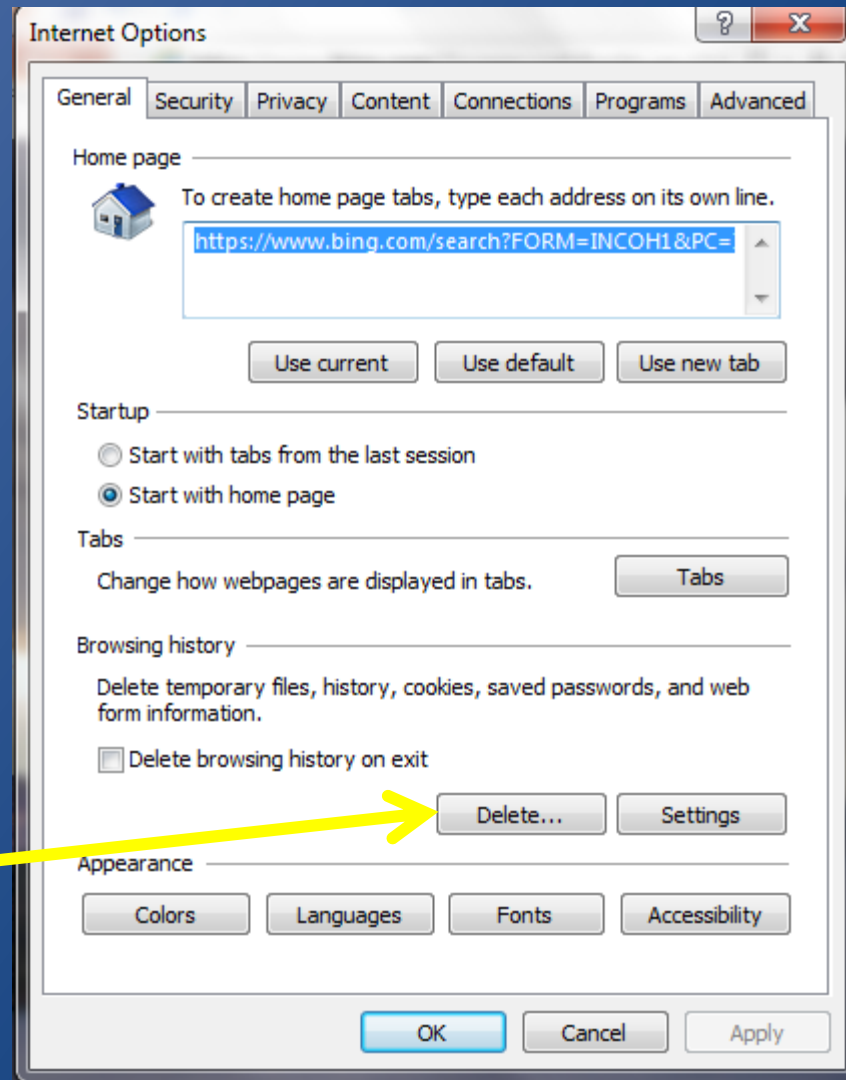 Internet Options
?
X
General Security Privacy Content Connections Programs Advanced
Home page
To create home page tabs, type each address on its own line.
https://www.bing.com/search?FORM=INCOH1&PC=
Use current Use default Use new tab
Startup
Start with tabs from the last session
Start with home page
Tabs
Change how webpages are displayed in tabs. Tabs
Browsing history
Delete temporary files, history, cookies, saved passwords, and web
form information.
Delete browsing history on exit
Delete... Settings
Appearance
Colors Languages Fonts Accessibility
OK Cancel Apply